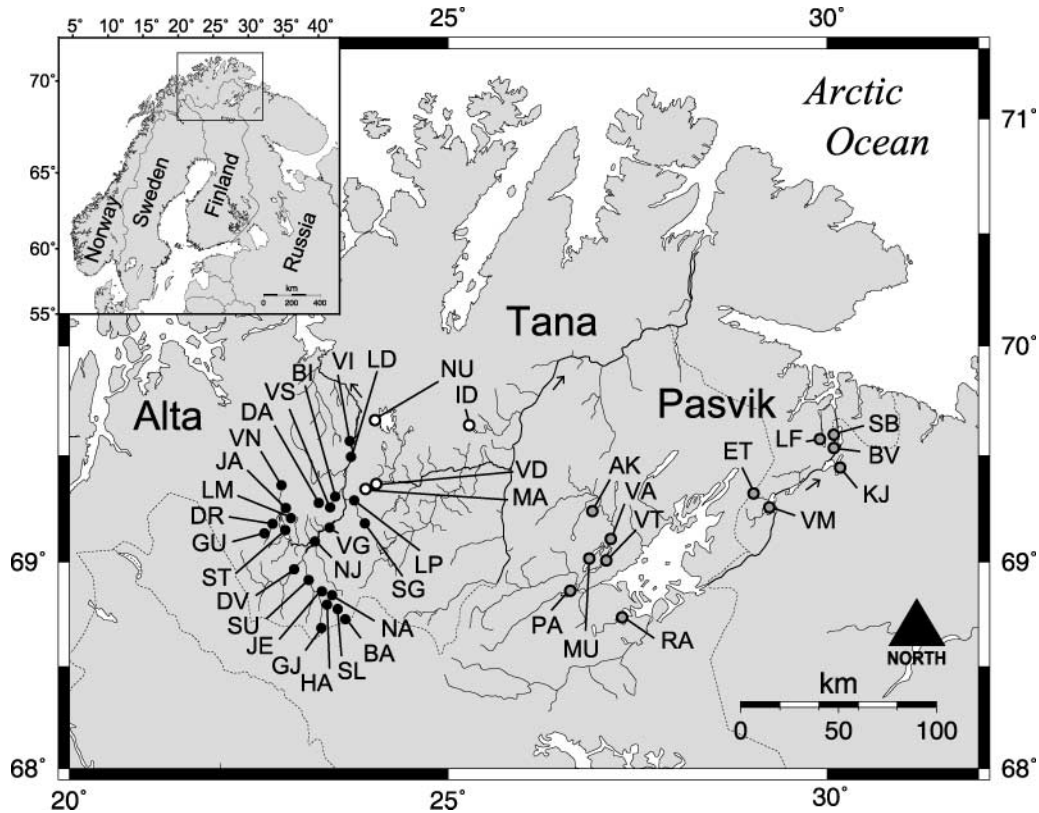 5° 10° 15° 20° 25° 30° 35° 40°
25°
30°
70°
65°
60°
55°
Norway
Sweden
Finland
Russia
km
0 200 400
Arctic
Ocean
71°
70°
69°
68°
69°
68°
20°
25°
30°
Alta
Tana
Pasvik
VI
LD
BI
VS
DA
VN
JA
LM
DR
GU
ST
DV
SU
JE
GJ
HA
SL
BA
NA
NJ
VG
SG
LP
NU
ID
VD
MA
AK
VA
VT
PA
MU
RA
ET
VM
LF
SB
BV
KJ
NORTH
km
0 50 100